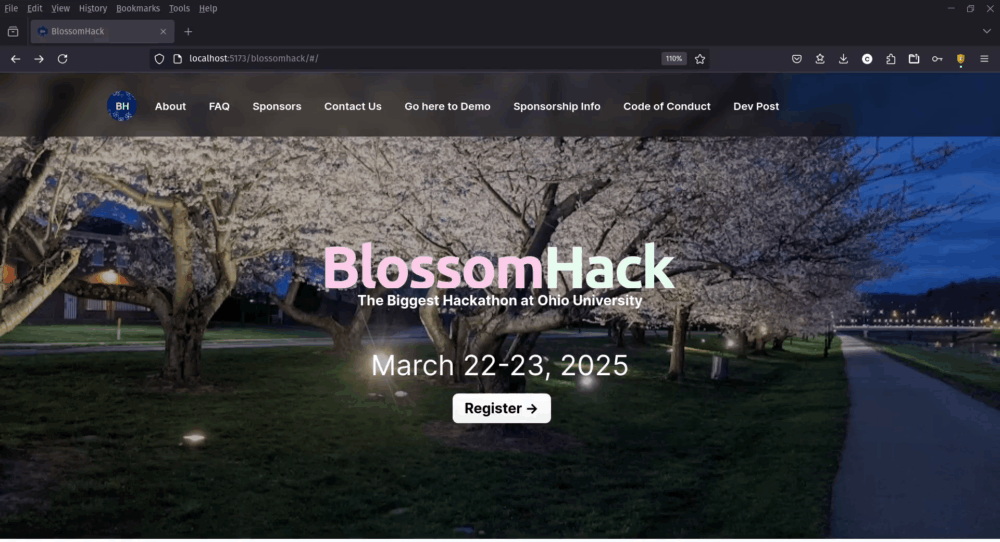 File Edit View History Bookmarks Tools Help
BlossomHack
localhost:5173/blossomhack/#/ 110%
BH About FAQ Sponsors Contact Us Go here to Demo Sponsorship Info Code of Conduct Dev Post
BlossomHack
The Biggest Hackathon at Ohio University
March 22-23, 2025
Register →